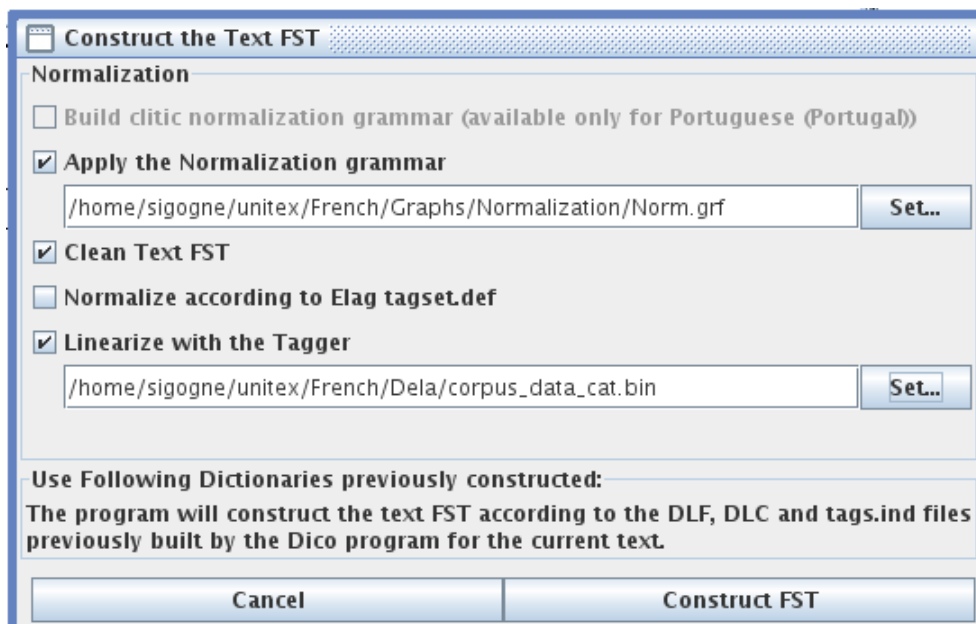 Construct the Text FST
Normalization
Build clitic normalization grammar (available only for Portuguese (Portugal))
Apply the Normalization grammar
/home/sigogne/unitex/French/Graphs/Normalization/Norm.grf
Set...
Clean Text FST
Normalize according to Elag tagset.def
Linearize with the Tagger
/home/sigogne/unitex/French/Dela/corpus_data_cat.bin
Set...
Use Following Dictionaries previously constructed:
The program will construct the text FST according to the DLF, DLC and tags.ind files
previously built by the Dico program for the current text.
Cancel
Construct FST